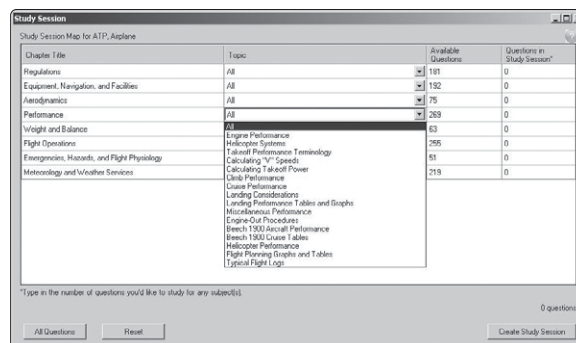 Study Session
Study Session Map for ATP, Airplane
Chapter Title Topic Available Questions Questions in Study Session*
Regulations All 181 0
Equipment, Navigation, and Facilities All 192 0
Aerodynamics All 75 0
Performance All 269 0
Weight and Balance All 63 0
Flight Operations Engine Performance 255 0
Helicopter Systems
Emergencies, Hazards, and Flight Physiology Takeoff Performance Terminology 51 0
Calculating "V" Speeds
Meteorology and Weather Services Calculating Takeoff Power 219 0
Climb Performance
Cruise Performance
Landing Considerations
Landing Performance Tables and Graphs
Miscellaneous Performance
Engine-Out Procedures
Beech 1900 Aircraft Performance
Beech 1900 Cruise Tables
Helicopter Performance
Flight Planning Graphs and Tables
Typical Flight Logs
*Type in the number of questions you'd like to study for any subject(s).
0 questions
All Questions Reset Create Study Session